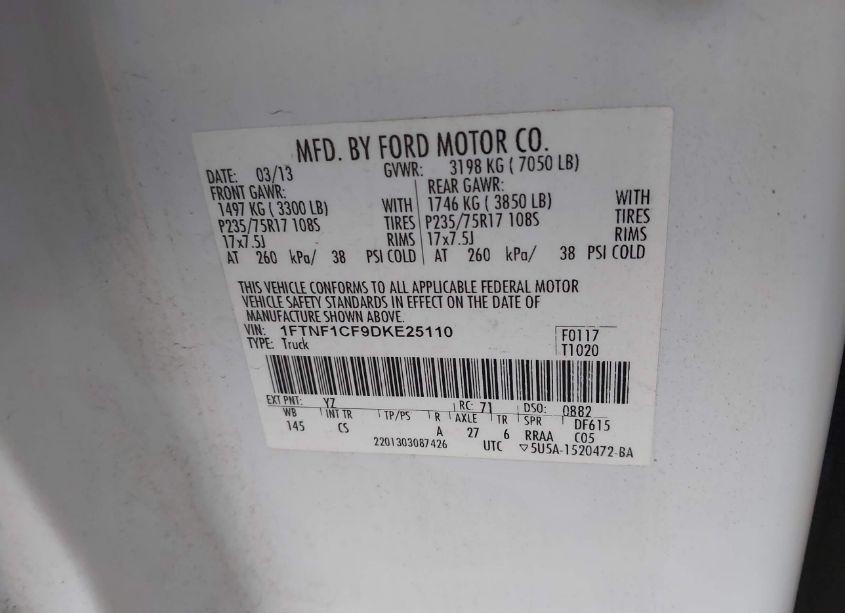 MFD. BY FORD MOTOR CO.
DATE: 03/13 GVWR: 3198 KG ( 7050 LB)
FRONT GAWR: REAR GAWR:
1497 KG ( 3300 LB) WITH 1746 KG ( 3850 LB) WITH
P235/75R17 108S TIRES P235/75R17 108S TIRES
17x7.5J RIMS 17x7.5J RIMS
AT 260 kPa/ 38 PSI COLD AT 260 kPa/ 38 PSI COLD
THIS VEHICLE CONFORMS TO ALL APPLICABLE FEDERAL MOTOR
VEHICLE SAFETY STANDARDS IN EFFECT ON THE DATE OF
MANUFACTURE SHOWN ABOVE.
VIN: 1FTNF1CF9DKE25110 F0117
TYPE: Truck T1020
EXT PNT: YZ RC: 71 DSO: 0882
WB INT TR TP/PS R AXLE TR SPR DF615
145 CS A 27 6 RRAA C05
2201303087426 UTC ▽5U5A-1520472-BA